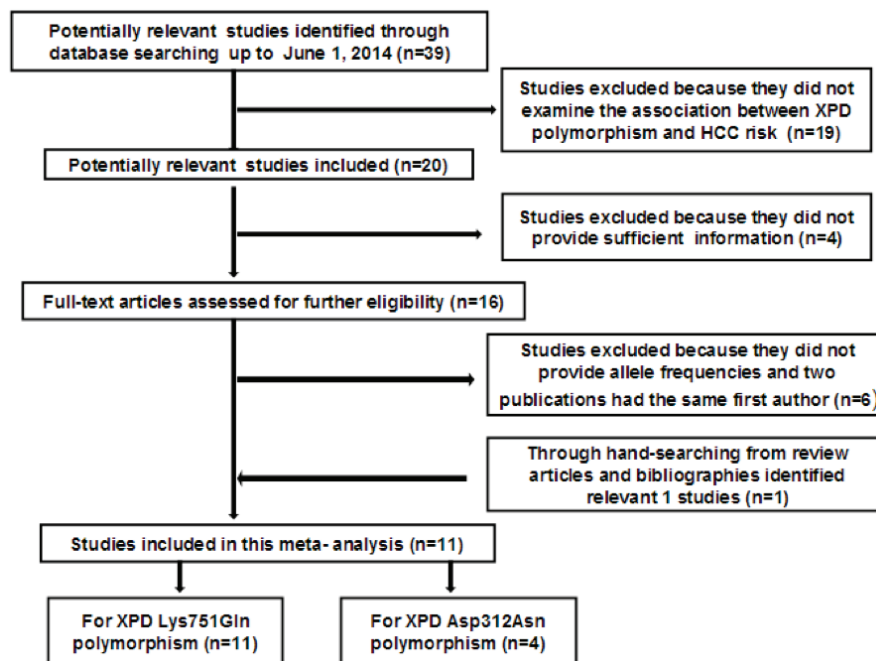 Potentially relevant studies identified through
database searching up to June 1, 2014 (n=39)
Studies excluded because they did not
examine the association between XPD
polymorphism and HCC risk (n=19)
Potentially relevant studies included (n=20)
Studies excluded because they did not
provide sufficient information (n=4)
Full-text articles assessed for further eligibility (n=16)
Studies excluded because they did not
provide allele frequencies and two
publications had the same first author (n=6)
Through hand-searching from review
articles and bibliographies identified
relevant 1 studies (n=1)
Studies included in this meta- analysis (n=11)
For XPD Lys751Gln
polymorphism (n=11)
For XPD Asp312Asn
polymorphism (n=4)